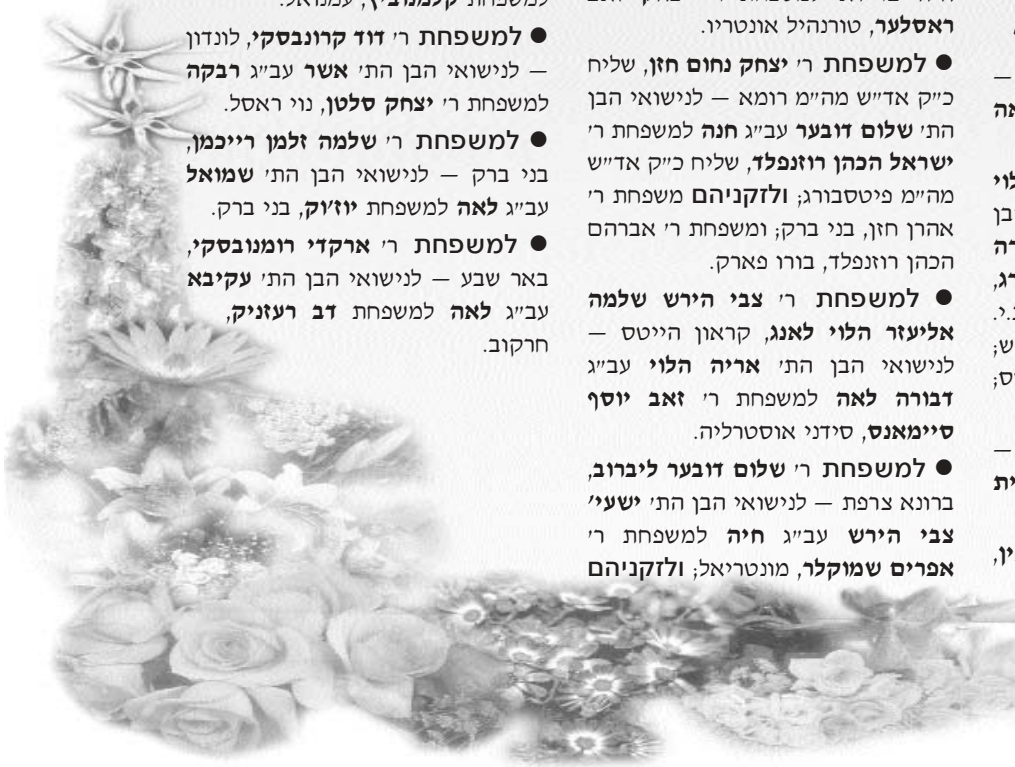 ראסלער, טורנהיל אונטריו.
● למשפחת ר׳ יצחק נחום חזן, שליח
כ״ק אד״ש מה״מ רומא — לנישואי הבן
הת׳ שלום דובער עב״ג חנה למשפחת ר׳
ישראל הכהן רוזנפלד, שליח כ״ק אד״ש
מה״מ פיטסבורג; ולזקניהם משפחת ר׳
אהרן חזן, בני ברק; ומשפחת ר׳ אברהם
הכהן רוזנפלד, בורו פארק.
● למשפחת ר׳ צבי הירש שלמה
אליעזר הלוי לאנג, קראון הייטס —
לנישואי הבן הת׳ אריה הלוי עב״ג
דבורה לאה למשפחת ר׳ זאב יוסף
סיימאנס, סידני אוסטרליה.
● למשפחת ר׳ שלום דובער ליברוב,
ברונא צרפת — לנישואי הבן הת׳ ישעי׳
צבי הירש עב״ג חיה למשפחת ר׳
אפרים שמוקלר, מונטריאל; ולזקניהם
למשפחת קלמנוביץ, עמנואל.
● למשפחת ר׳ דוד קרונבסקי, לונדון
— לנישואי הבן הת׳ אשר עב״ג רבקה
למשפחת ר׳ יצחק סלטן, נוי ראסל.
● למשפחת ר׳ שלמה זלמן רייכמן,
בני ברק — לנישואי הבן הת׳ שמואל
עב״ג לאה למשפחת יוז׳וק, בני ברק.
● למשפחת ר׳ ארקדי רומנובסקי,
באר שבע — לנישואי הבן הת׳ עקיבא
עב״ג לאה למשפחת דב רעזניק,
חרקוב.